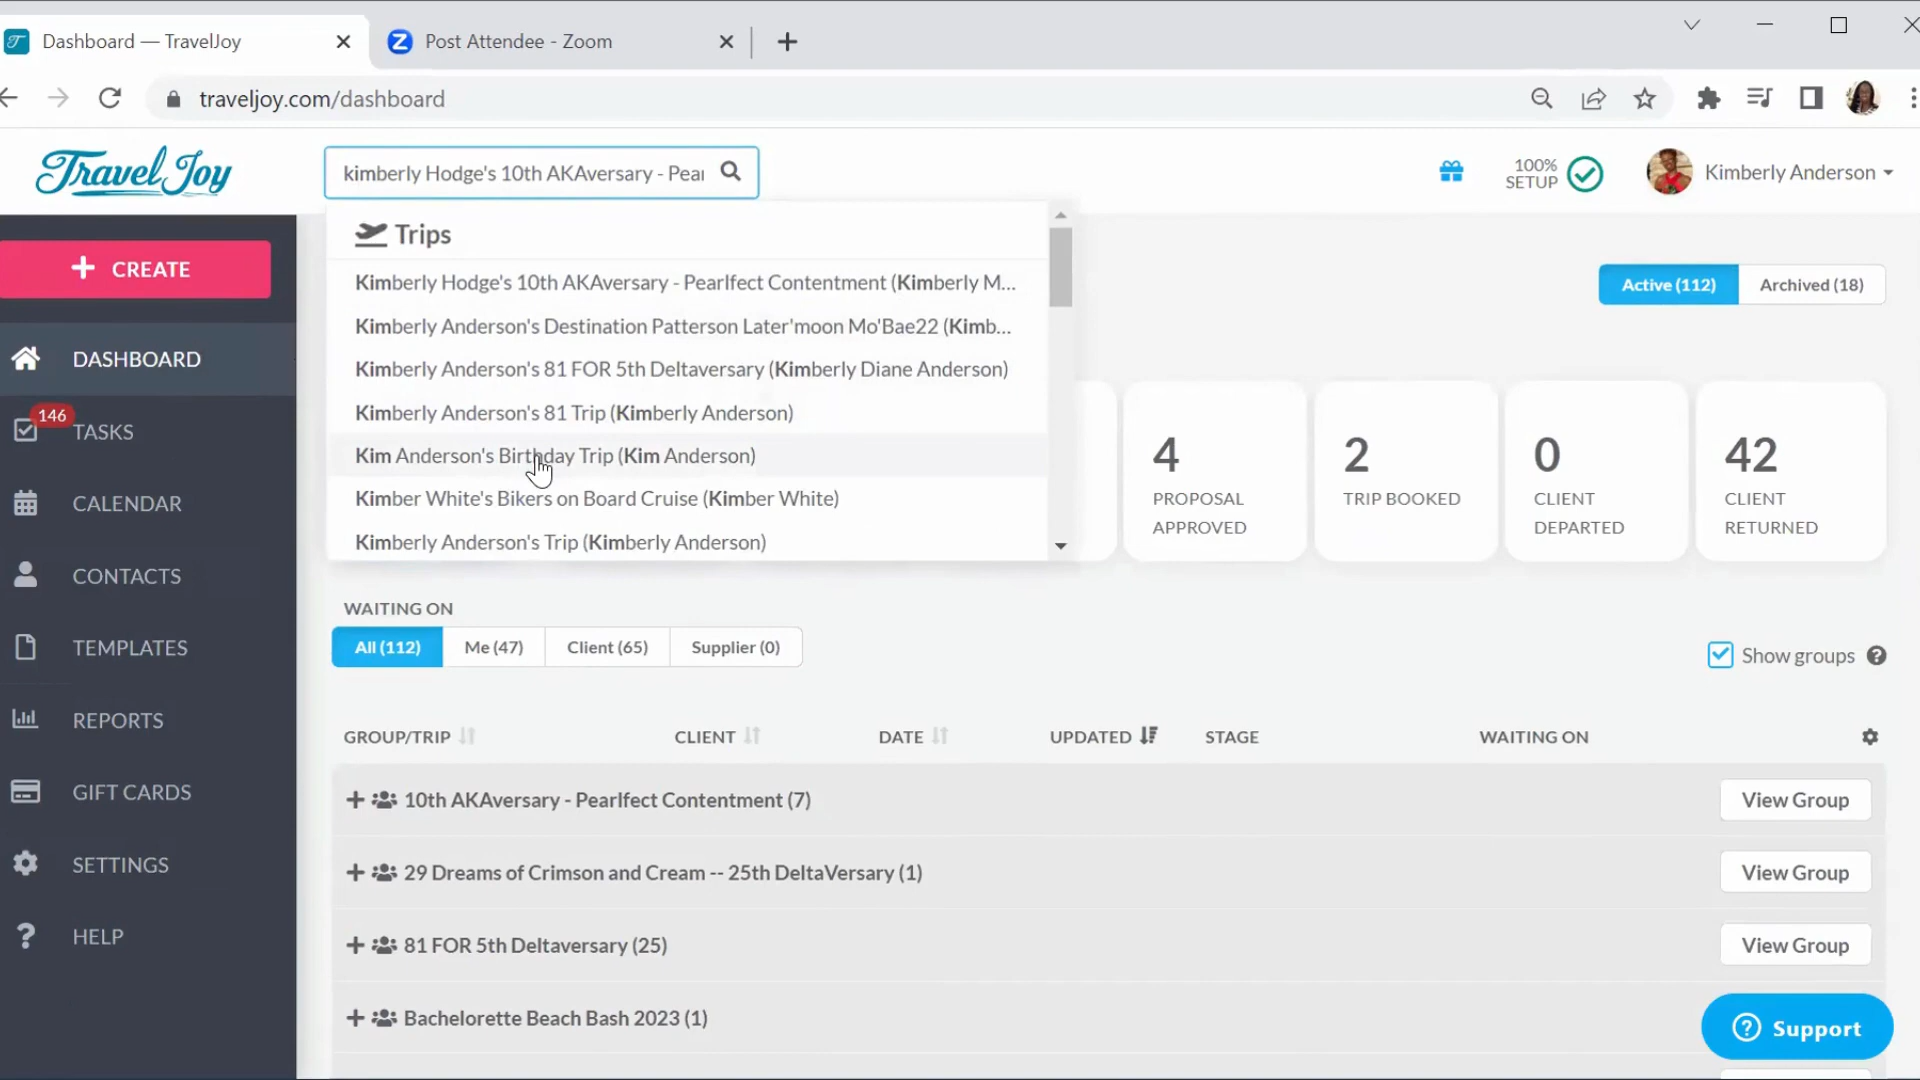 Dashboard — TravelJoy
Post Attendee - Zoom
traveljoy.com/dashboard
Travel Joy
kimberly Hodge's 10th AKAversary - Pear
100%
SETUP
Kimberly Anderson
CREATE
DASHBOARD
146
TASKS
CALENDAR
CONTACTS
TEMPLATES
REPORTS
GIFT CARDS
SETTINGS
HELP
Trips
Kimberly Hodge's 10th AKAversary - Pearlfect Contentment (Kimberly M...
Kimberly Anderson's Destination Patterson Later'moon Mo'Bae22 (Kimb...
Kimberly Anderson's 81 FOR 5th Deltaversary (Kimberly Diane Anderson)
Kimberly Anderson's 81 Trip (Kimberly Anderson)
Kim Anderson's Birthday Trip (Kim Anderson)
Kimber White's Bikers on Board Cruise (Kimber White)
Kimberly Anderson's Trip (Kimberly Anderson)
Active (112)
Archived (18)
4
PROPOSAL
APPROVED
2
TRIP BOOKED
0
CLIENT
DEPARTED
42
CLIENT
RETURNED
WAITING ON
All (112)
Me (47)
Client (65)
Supplier (0)
Show groups
GROUP/TRIP
CLIENT
DATE
UPDATED
STAGE
WAITING ON
10th AKAversary - Pearlfect Contentment (7)
View Group
29 Dreams of Crimson and Cream -- 25th DeltaVersary (1)
View Group
81 FOR 5th Deltaversary (25)
View Group
Bachelorette Beach Bash 2023 (1)
Support